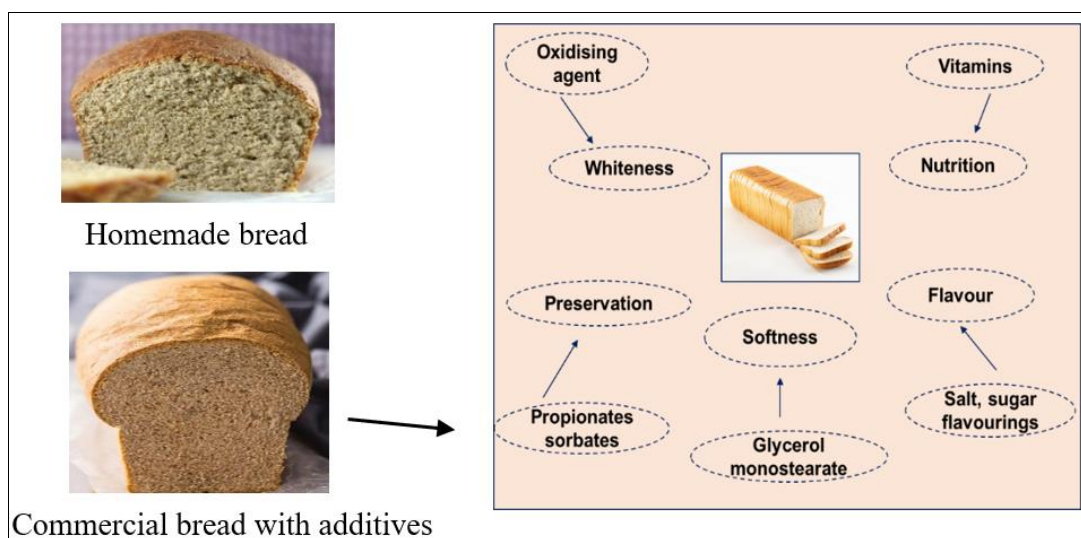 Homemade bread
Commercial bread with additives
Oxidising
agent
Whiteness
Vitamins
Nutrition
Preservation
Propionates
sorbates
Softness
Glycerol
monostearate
Flavour
Salt, sugar
flavourings